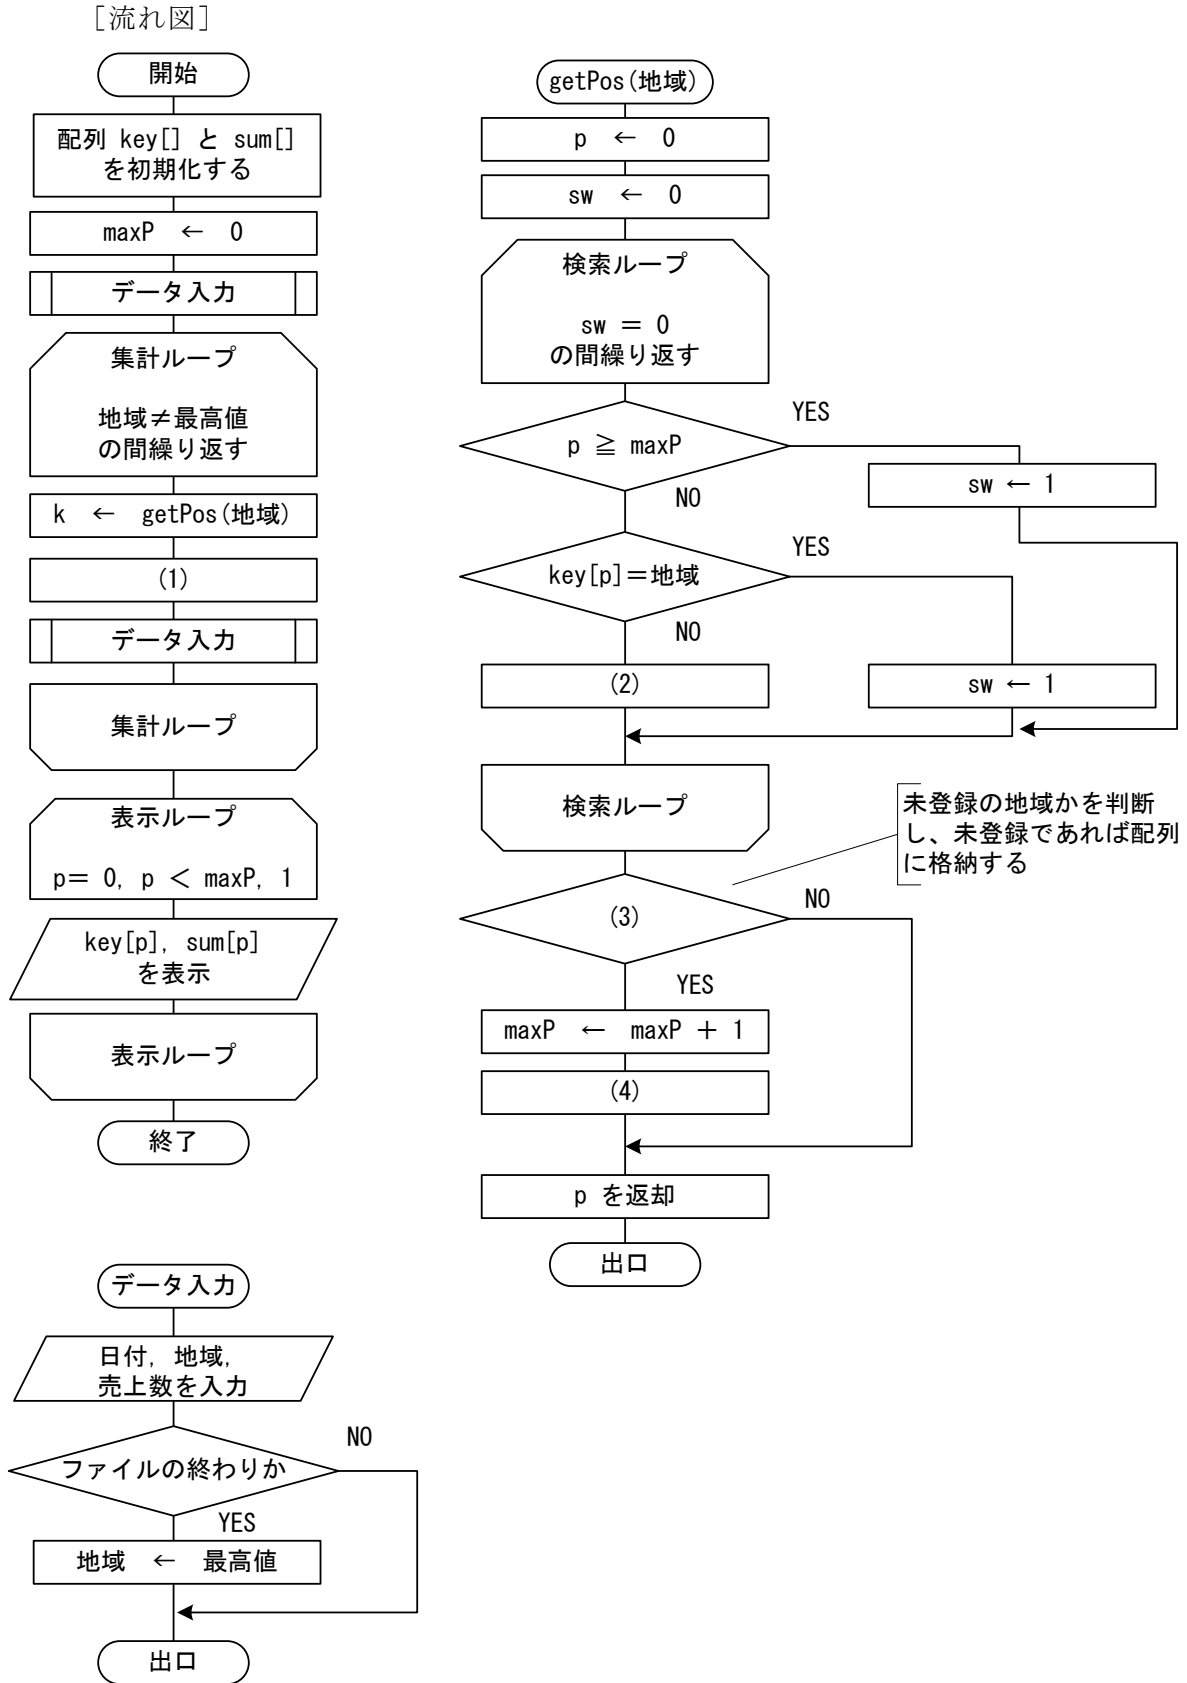 ［流れ図］
開始
配列 key[] と sum[]
を初期化する
maxP ← 0
データ入力
集計ループ
地域≠最高値
の間繰り返す
k ← getPos(地域)
(1)
データ入力
集計ループ
表示ループ
p＝ 0, p ＜ maxP, 1
key[p], sum[p]
を表示
表示ループ
終了
getPos(地域)
p ← 0
sw ← 0
検索ループ
sw ＝ 0
の間繰り返す
p ≧ maxP
YES
sw ← 1
NO
key[p]＝地域
YES
NO
(2)
sw ← 1
検索ループ
未登録の地域かを判断
し、未登録であれば配列
に格納する
(3)
NO
YES
maxP ← maxP ＋ 1
(4)
p を返却
出口
データ入力
日付, 地域,
売上数を入力
ファイルの終わりか
NO
YES
地域 ← 最高値
出口